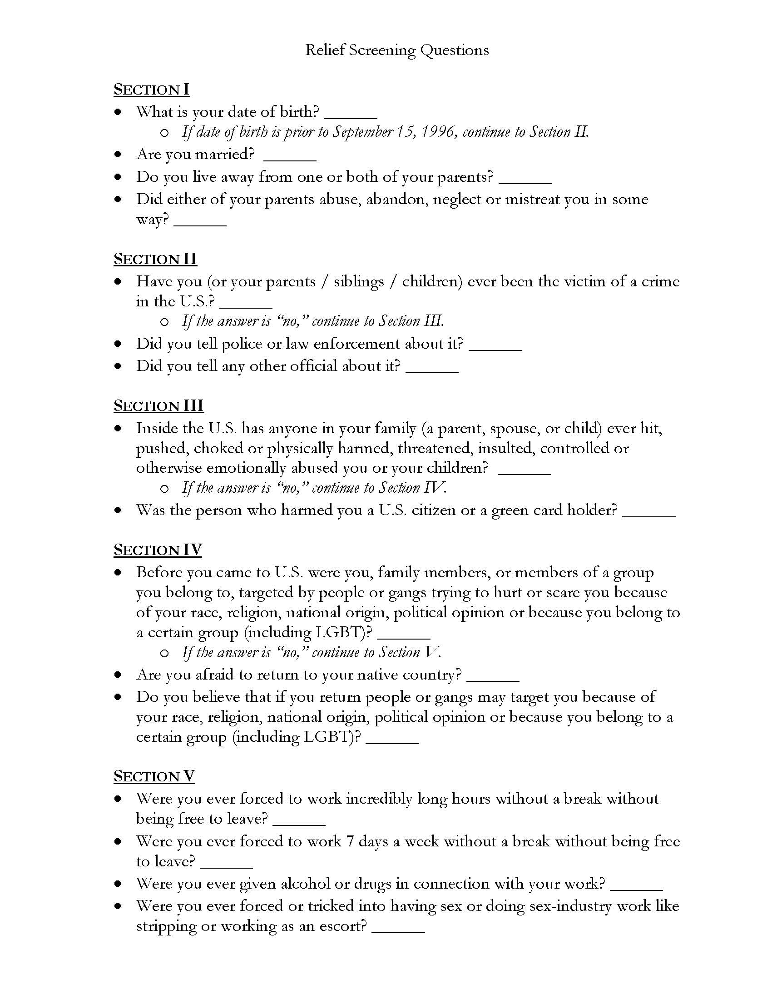 Relief Screening Questions
SECTION I
• What is your date of birth? ______
o If date of birth is prior to September 15, 1996, continue to Section II.
• Are you married? ______
• Do you live away from one or both of your parents? ______
• Did either of your parents abuse, abandon, neglect or mistreat you in some
way? ______
SECTION II
• Have you (or your parents / siblings / children) ever been the victim of a crime
in the U.S.? ______
o If the answer is “no,” continue to Section III.
• Did you tell police or law enforcement about it? ______
• Did you tell any other official about it? ______
SECTION III
• Inside the U.S. has anyone in your family (a parent, spouse, or child) ever hit,
pushed, choked or physically harmed, threatened, insulted, controlled or
otherwise emotionally abused you or your children? ______
o If the answer is “no,” continue to Section IV.
• Was the person who harmed you a U.S. citizen or a green card holder? ______
SECTION IV
• Before you came to U.S. were you, family members, or members of a group
you belong to, targeted by people or gangs trying to hurt or scare you because
of your race, religion, national origin, political opinion or because you belong to
a certain group (including LGBT)? ______
o If the answer is “no,” continue to Section V.
• Are you afraid to return to your native country? ______
• Do you believe that if you return people or gangs may target you because of
your race, religion, national origin, political opinion or because you belong to a
certain group (including LGBT)? ______
SECTION V
• Were you ever forced to work incredibly long hours without a break without
being free to leave? ______
• Were you ever forced to work 7 days a week without a break without being free
to leave? ______
• Were you ever given alcohol or drugs in connection with your work? ______
• Were you ever forced or tricked into having sex or doing sex-industry work like
stripping or working as an escort? ______